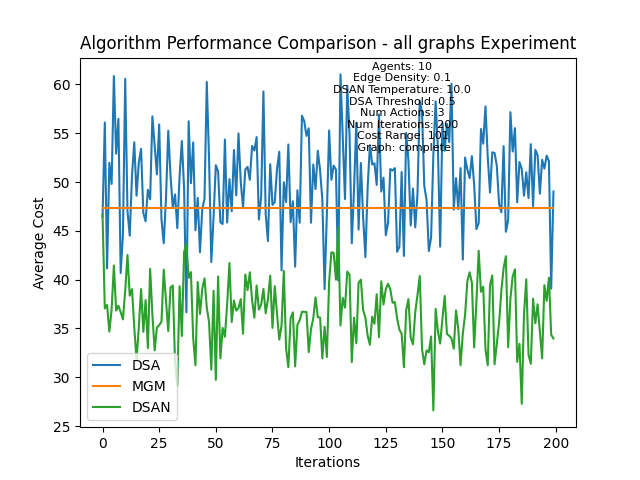 Algorithm Performance Comparison - all graphs Experiment
Agents: 10
Edge Density: 0.1
DSAN Temperature: 10.0
DSA Threshold: 0.5
Num Actions: 3
Num Iterations: 200
Cost Range: 101
Graph: complete
Average Cost
60
55
50
45
40
35
30
25
DSA
MGM
DSAN
0
25
50
75
100
125
150
175
200
Iterations